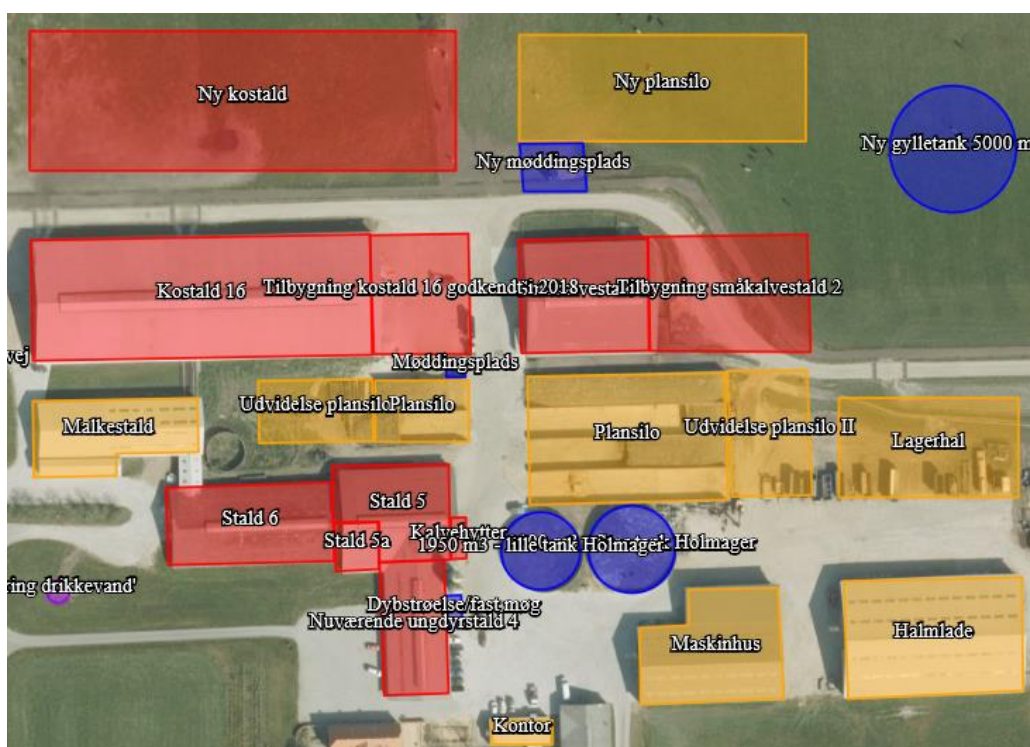 Ny kostald
Ny plansilo
Ny gylletank 5000 m
Ny møddingsplads
Kostald 16
Tilbygning kostald 16 godkendt i 2018
Tilbygning småkalvestald 2
vej
Møddingsplads
Udvidelse plansilo
Plansilo
Malkestald
Plansilo
Udvidelse plansilo II
Lagerhal
Stald 5
Stald 6
Stald 5a
Kalvehytter
1950 m3 - lille tank Holmager
Holmager
ring drikkevand'
Dybstrøelse/fast møg
Nuværende ungdyrstald 4
Maskinhus
Halmlade
Kontor